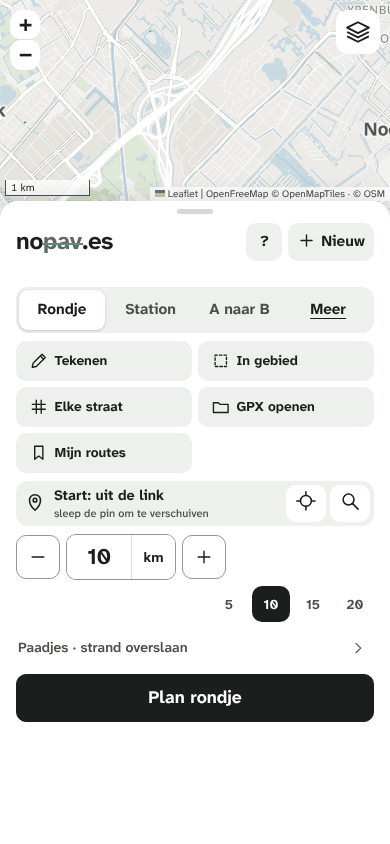 +
−
YPENBU
No
k
1 km
Leaflet | OpenFreeMap © OpenMapTiles · © OSM
nopav.es
?
+ Nieuw
Rondje
Station
A naar B
Meer
Tekenen
In gebied
Elke straat
GPX openen
Mijn routes
Start: uit de link
sleep de pin om te verschuiven
− 10 km +
5 10 15 20
Paadjes · strand overslaan
Plan rondje